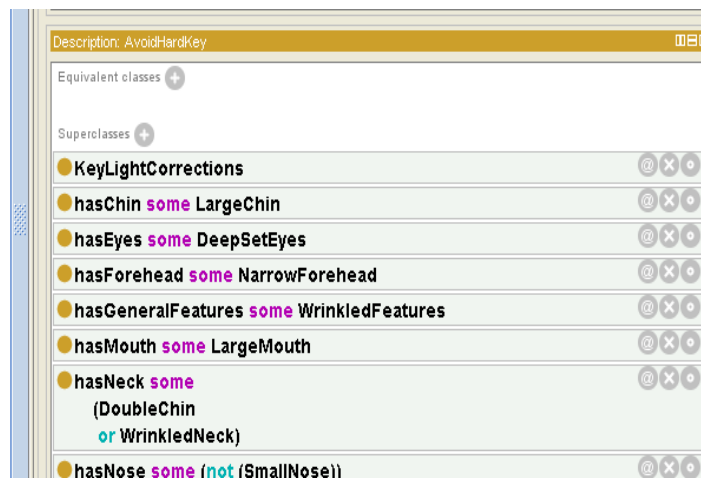 Description: AvoidHardKey
Equivalent classes
Superclasses
KeyLightCorrections
hasChin some LargeChin
hasEyes some DeepSetEyes
hasForehead some NarrowForehead
hasGeneralFeatures some WrinkledFeatures
hasMouth some LargeMouth
hasNeck some
(DoubleChin
or WrinkledNeck)
hasNose some (not (SmallNose))